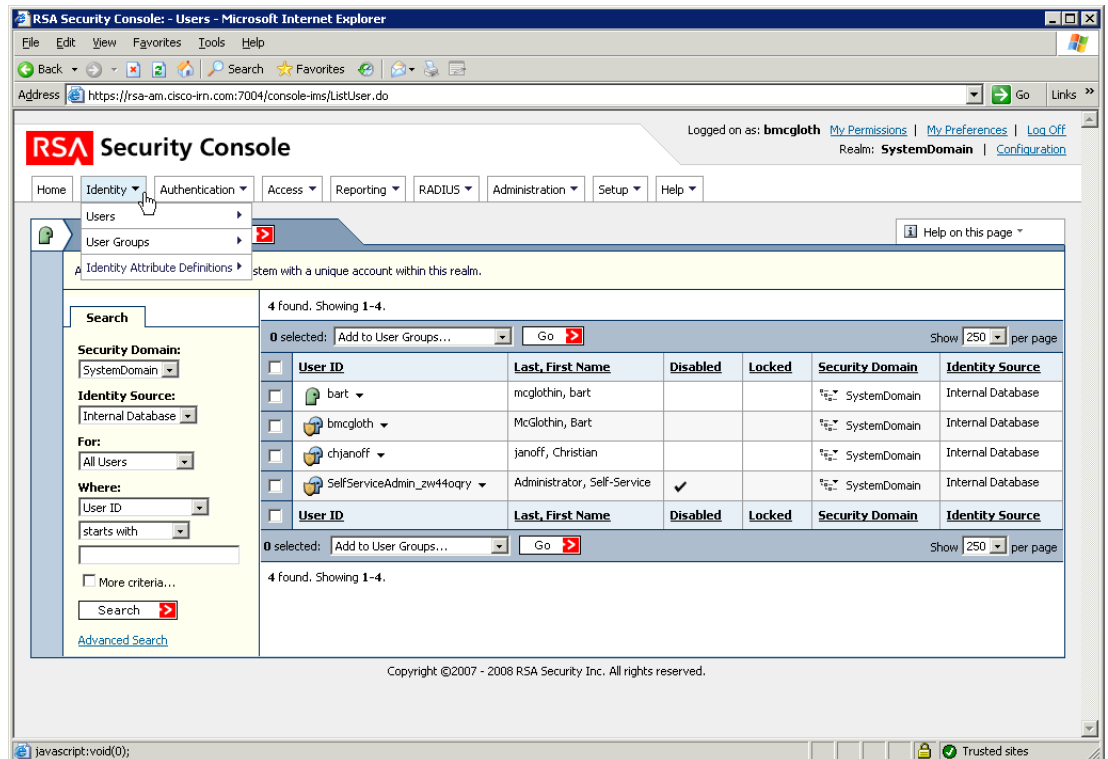 RSA Security Console: - Users - Microsoft Internet Explorer
File Edit View Favorites Tools Help
Back Search Favorites
Address https://rsa-am.cisco-irn.com:7004/console-ims/ListUser.do Go Links »
RSA Security Console
Logged on as: bmcgloth My Permissions | My Preferences | Log Off
Realm: SystemDomain | Configuration
Home Identity Authentication Access Reporting RADIUS Administration Setup Help
Users
User Groups
Identity Attribute Definitions
Help on this page
stem with a unique account within this realm.
Search
Security Domain:
SystemDomain
Identity Source:
Internal Database
For:
All Users
Where:
User ID
starts with
More criteria...
Search
Advanced Search
4 found. Showing 1-4.
0 selected: Add to User Groups... Go Show 250 per page
User ID Last, First Name Disabled Locked Security Domain Identity Source
bart mcglothin, bart SystemDomain Internal Database
bmcgloth McGlothin, Bart SystemDomain Internal Database
chjanoff janoff, Christian SystemDomain Internal Database
SelfServiceAdmin_zw44oqry Administrator, Self-Service ✔ SystemDomain Internal Database
User ID Last, First Name Disabled Locked Security Domain Identity Source
0 selected: Add to User Groups... Go Show 250 per page
4 found. Showing 1-4.
Copyright ©2007 - 2008 RSA Security Inc. All rights reserved.
javascript:void(0); Trusted sites